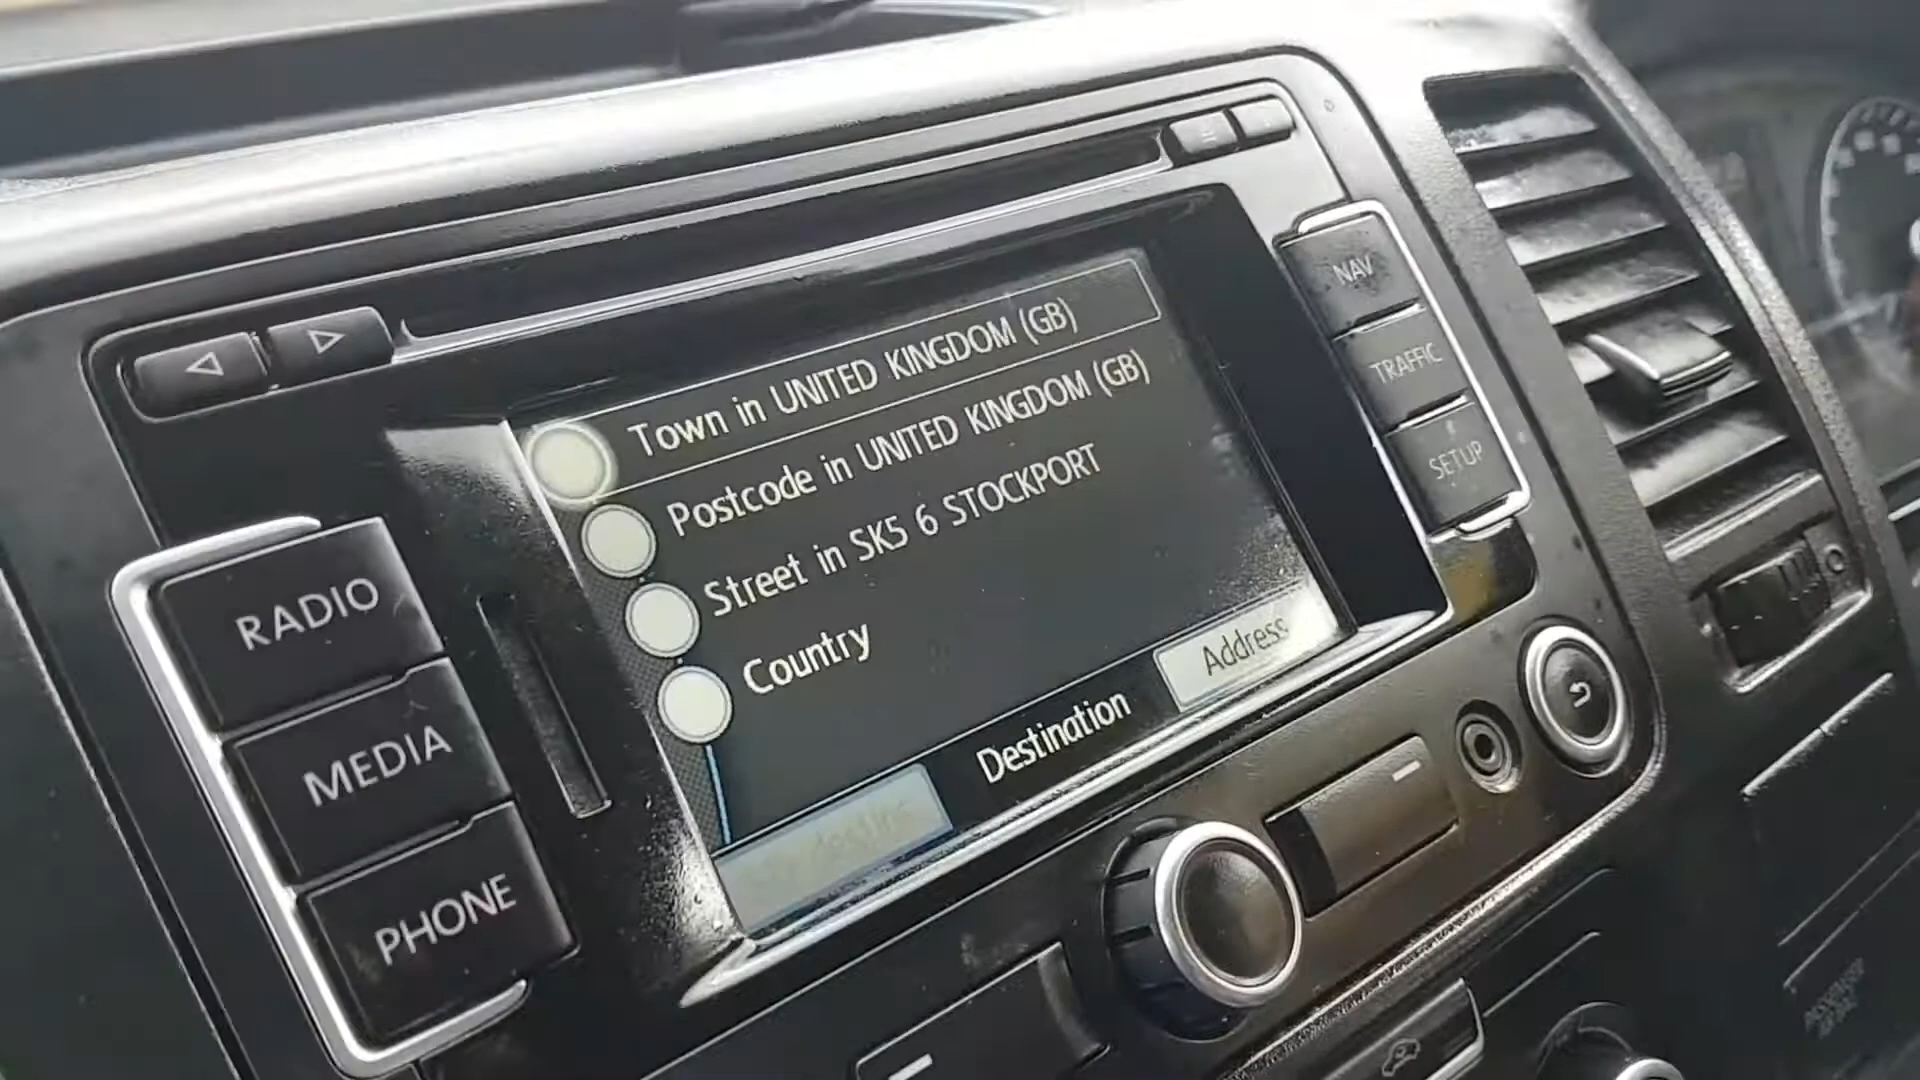 Town in UNITED KINGDOM (GB)
Postcode in UNITED KINGDOM (GB)
Street in SK5 6 STOCKPORT
Country
Destination
Address
RADIO
MEDIA
PHONE
NAV
TRAFFIC
SETUP